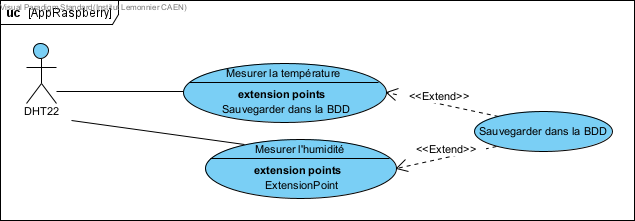 Visual Paradigm Standard(Institut Lemonnier CAEN)
uc [AppRaspberry]
Mesurer la température
extension points
Sauvegarder dans la BDD
<<Extend>>
DHT22
Sauvegarder dans la BDD
<<Extend>>
Mesurer l'humidité
extension points
ExtensionPoint